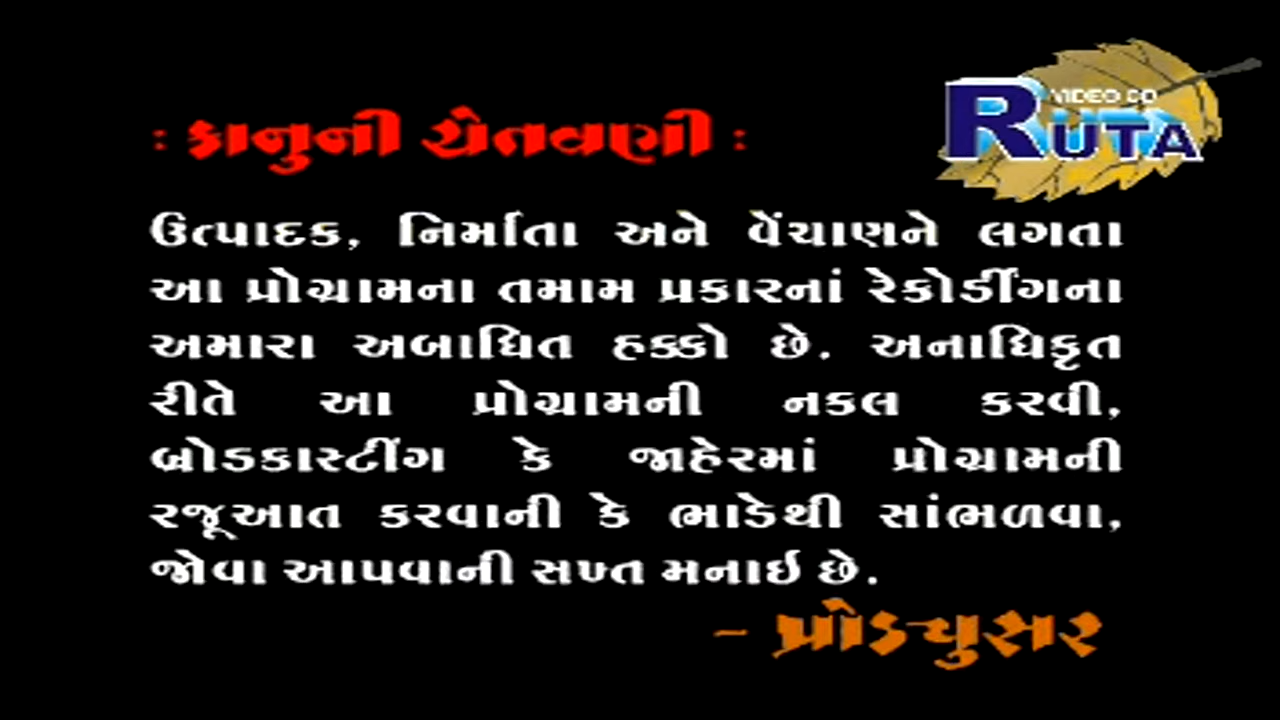 VIDEO CD
RUTA
: કાનુની ચેતવણી :
ઉત્પાદક, નિર્માતા અને વેંચાણને લગતા
આ પ્રોગ્રામના તમામ પ્રકારનાં રેકોર્ડીંગના
અમારા અબાધિત હક્કો છે. અનાધિકૃત
રીતે આ પ્રોગ્રામની નકલ કરવી,
બ્રોડકાસ્ટીંગ કે જાહેરમાં પ્રોગ્રામની
રજૂઆત કરવાની કે ભાડેથી સાંભળવા,
જોવા આપવાની સખ્ત મનાઇ છે.
- પ્રોડ્યુસર